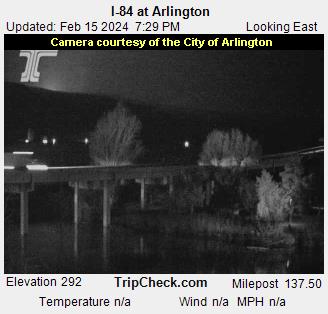 I-84 at Arlington
Updated: Feb 15 2024 7:29 PM Looking East
Camera courtesy of the City of Arlington
Elevation 292 TripCheck.com Milepost 137.50
Temperature n/a Wind n/a MPH n/a